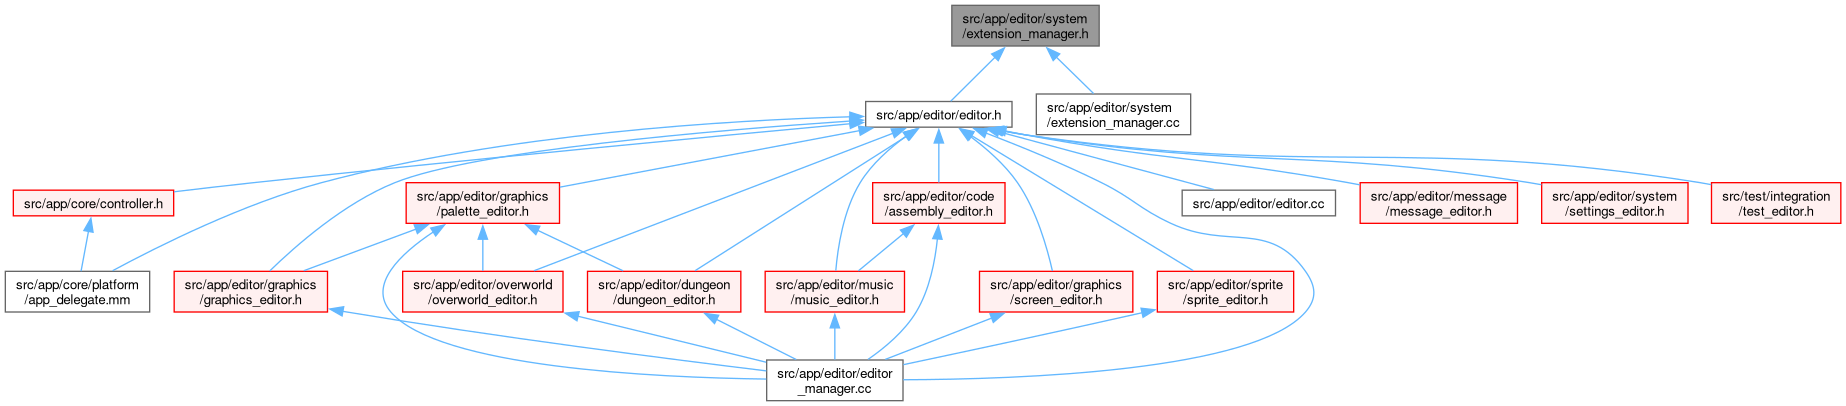 src/app/editor/system
/extension_manager.h
src/app/editor/editor.h
src/app/editor/system
/extension_manager.cc
src/app/core/controller.h
src/app/editor/graphics
/palette_editor.h
src/app/editor/code
/assembly_editor.h
src/app/editor/editor.cc
src/app/editor/message
/message_editor.h
src/app/editor/system
/settings_editor.h
src/test/integration
/test_editor.h
src/app/core/platform
/app_delegate.mm
src/app/editor/graphics
/graphics_editor.h
src/app/editor/overworld
/overworld_editor.h
src/app/editor/dungeon
/dungeon_editor.h
src/app/editor/music
/music_editor.h
src/app/editor/graphics
/screen_editor.h
src/app/editor/sprite
/sprite_editor.h
src/app/editor/editor
_manager.cc